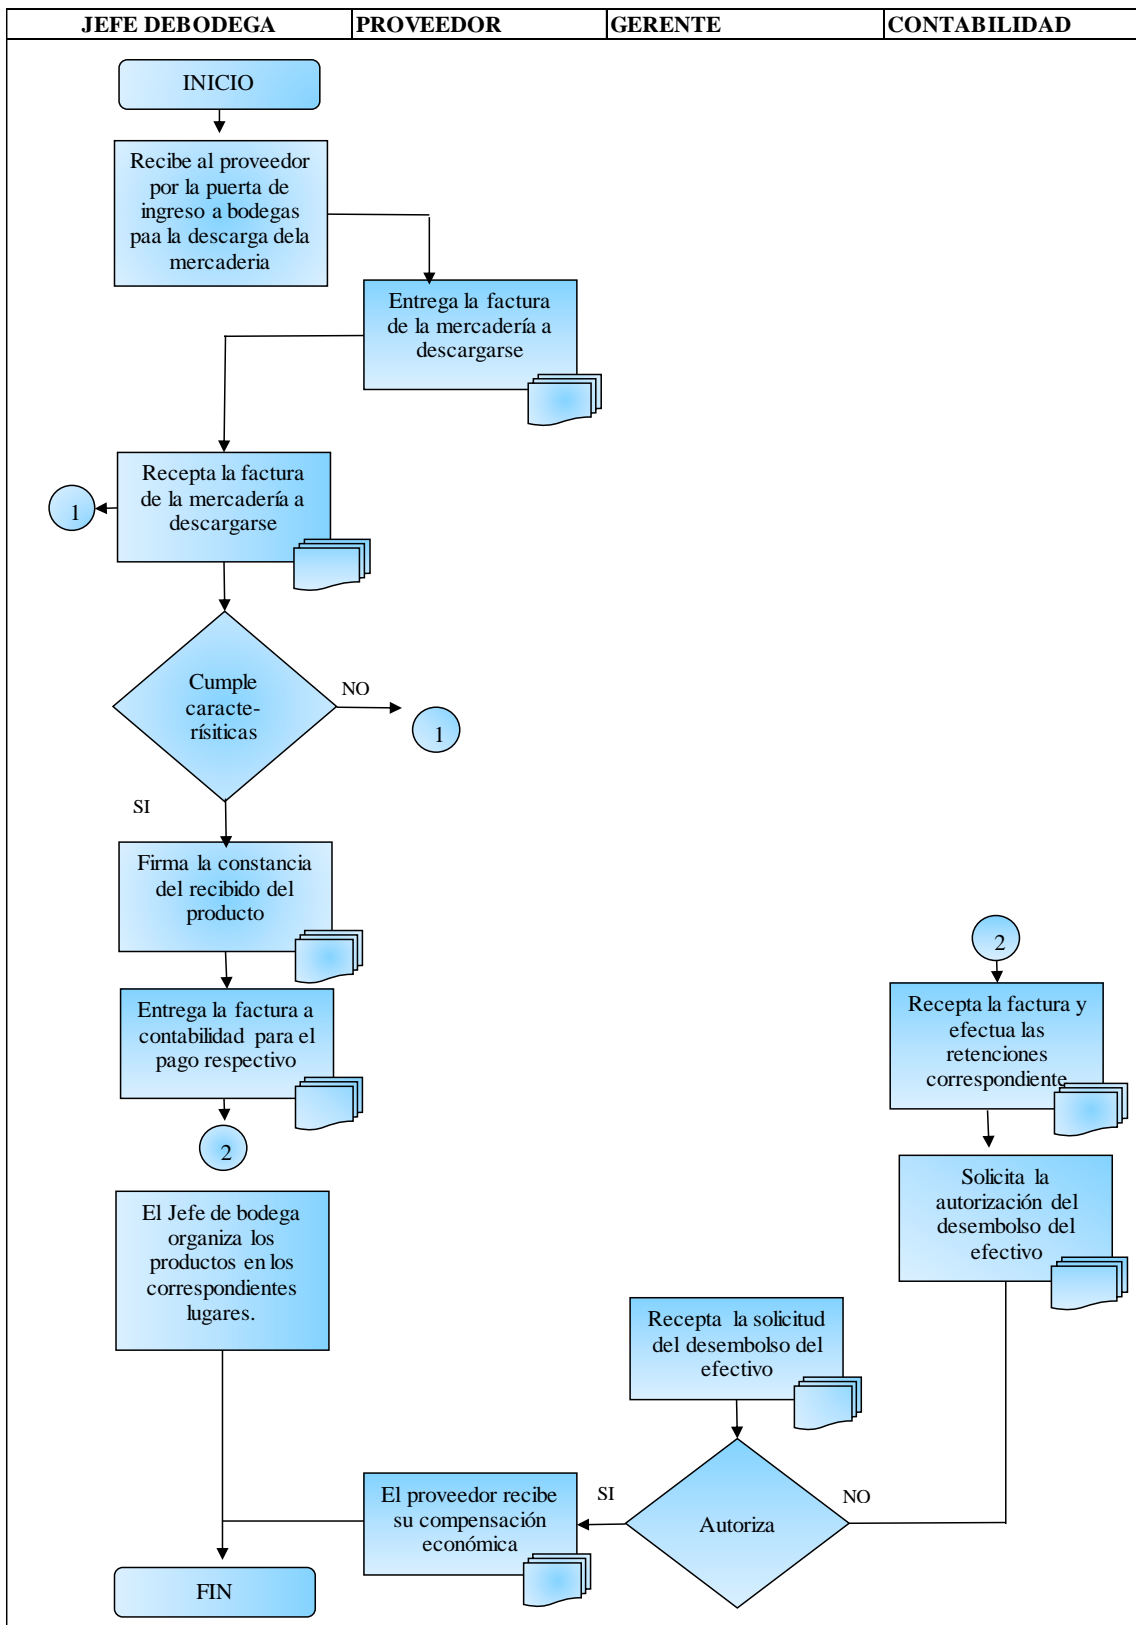 JEFE DEBODEGA
PROVEEDOR
GERENTE
CONTABILIDAD
INICIO
Recibe al proveedor
por la puerta de
ingreso a bodegas
paa la descarga dela
mercaderia
Entrega la factura
de la mercadería a
descargarse
Recepta la factura
de la mercadería a
descargarse
1
Cumple
caracte-
rísiticas
NO
1
SI
Firma la constancia
del recibido del
producto
Entrega la factura a
contabilidad para el
pago respectivo
2
2
Recepta la factura y
efectua las
retenciones
correspondiente
Solicita la
autorización del
desembolso del
efectivo
El Jefe de bodega
organiza los
productos en los
correspondientes
lugares.
Recepta la solicitud
del desembolso del
efectivo
Autoriza
SI
NO
El proveedor recibe
su compensación
económica
FIN